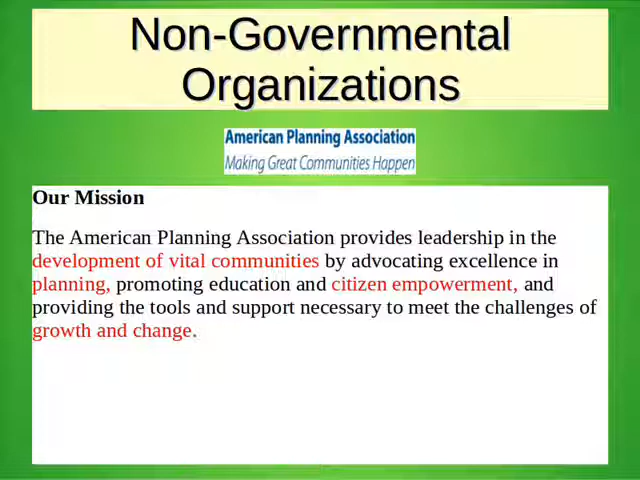 Non-Governmental
Organizations
American Planning Association
Making Great Communities Happen
Our Mission
The American Planning Association provides leadership in the
development of vital communities by advocating excellence in
planning, promoting education and citizen empowerment, and
providing the tools and support necessary to meet the challenges of
growth and change.